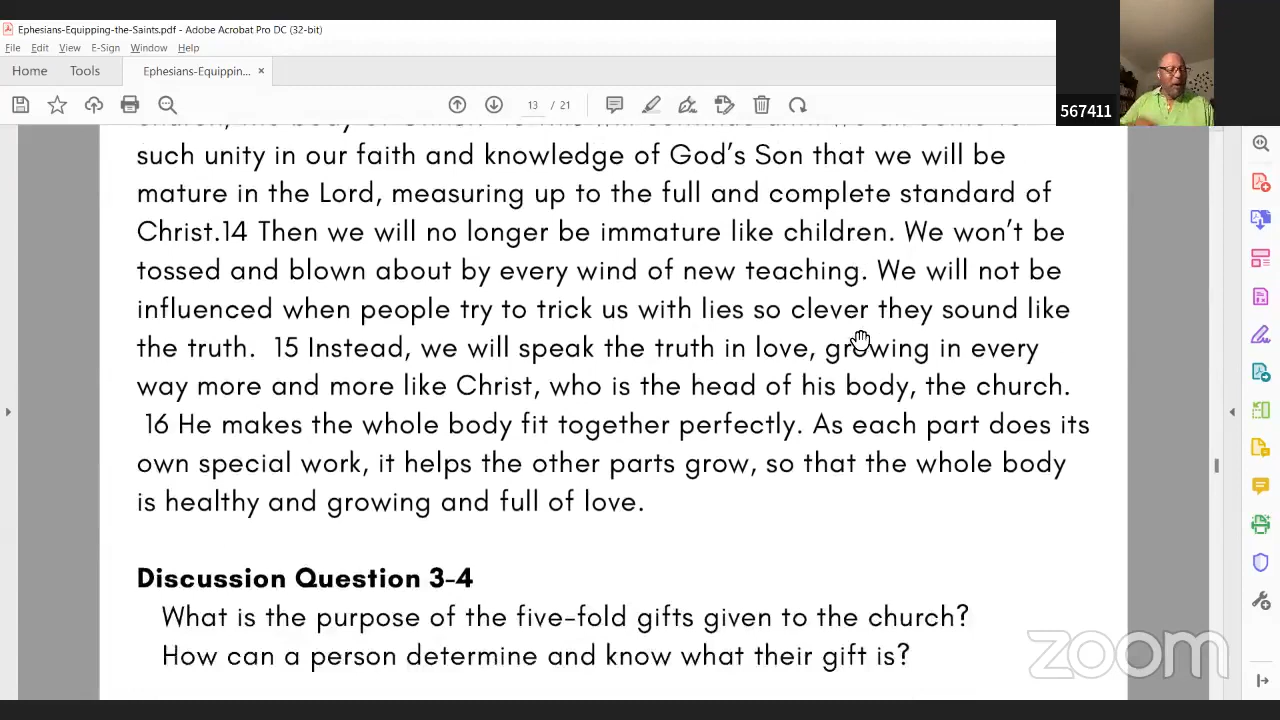 Ephesians-Equipping-the-Saints.pdf - Adobe Acrobat Pro DC (32-bit)
File Edit View E-Sign Window Help
Home Tools Ephesians-Equippin... ×
13 / 21
567411
such unity in our faith and knowledge of God's Son that we will be
mature in the Lord, measuring up to the full and complete standard of
Christ.14 Then we will no longer be immature like children. We won't be
tossed and blown about by every wind of new teaching. We will not be
influenced when people try to trick us with lies so clever they sound like
the truth. 15 Instead, we will speak the truth in love, growing in every
way more and more like Christ, who is the head of his body, the church.
16 He makes the whole body fit together perfectly. As each part does its
own special work, it helps the other parts grow, so that the whole body
is healthy and growing and full of love.
Discussion Question 3-4
What is the purpose of the five-fold gifts given to the church?
How can a person determine and know what their gift is?
zoom